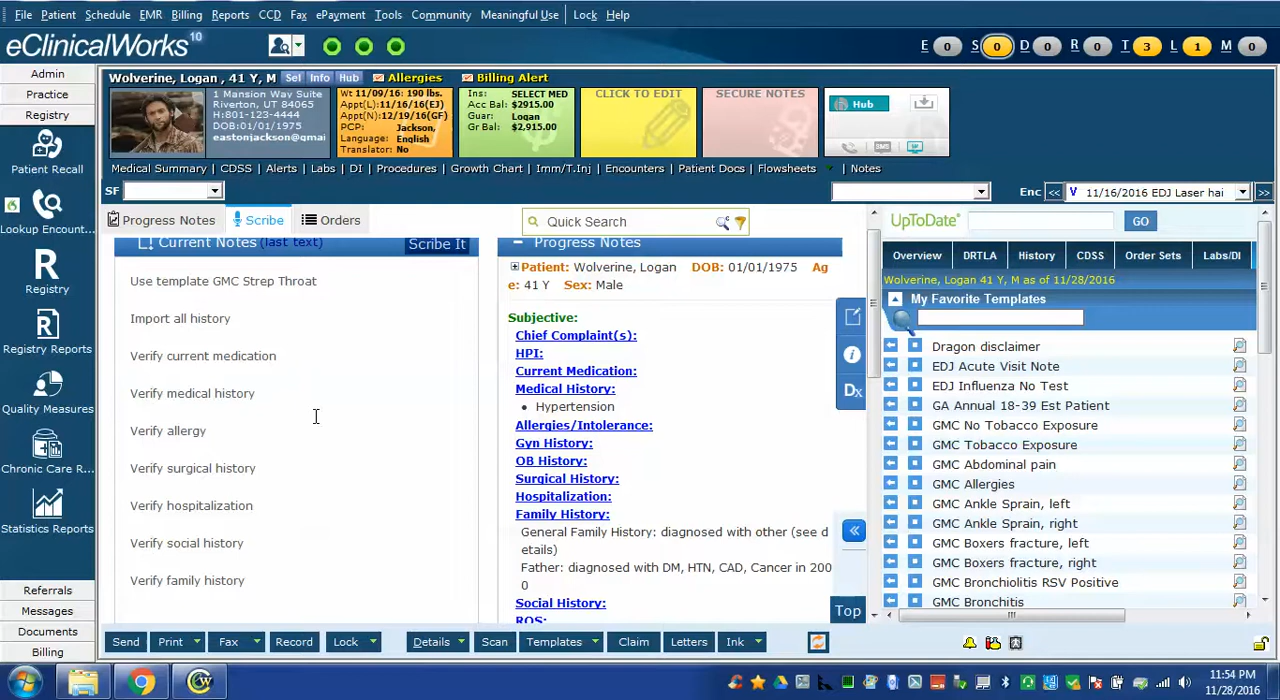 File Patient Schedule EMR Billing Reports CCD Fax ePayment Tools Community Meaningful Use Lock Help
eClinicalWorks 10
E 0 S 0 D 0 R 0 T 3 L 1 M 0
Admin
Practice
Registry
Patient Recall
Lookup Encount...
Registry
Registry Reports
Quality Measures
Chronic Care R...
Statistics Reports
Referrals
Messages
Documents
Billing
Wolverine, Logan , 41 Y, M Sel Info Hub Allergies Billing Alert
1 Mansion Way Suite
Riverton, UT 84065
H:801-123-4444
DOB:01/01/1975
eastonjackson@gmai
Wt 11/09/16: 190 lbs.
Appt(L):11/16/16(EJ)
Appt(N):12/19/16(GF)
PCP: Jackson,
Language: English
Translator: No
Ins: SELECT MED
Acc Bal: $2915.00
Guar: Logan
Gr Bal: $2,915.00
CLICK TO EDIT
SECURE NOTES
Hub
SMS
Medical Summary CDSS Alerts Labs DI Procedures Growth Chart Imm/T.Inj Encounters Patient Docs Flowsheets Notes
SF
Enc << V 11/16/2016 EDJ Laser hai >>
Progress Notes Scribe Orders
Quick Search
Current Notes (last text) Scribe It
Use template GMC Strep Throat
Import all history
Verify current medication
Verify medical history
Verify allergy
Verify surgical history
Verify hospitalization
Verify social history
Verify family history
Progress Notes
Patient: Wolverine, Logan DOB: 01/01/1975 Ag
e: 41 Y Sex: Male
Subjective:
Chief Complaint(s):
HPI:
Current Medication:
Medical History:
• Hypertension
Allergies/Intolerance:
Gyn History:
OB History:
Surgical History:
Hospitalization:
Family History:
General Family History: diagnosed with other (see d
etails)
Father: diagnosed with DM, HTN, CAD, Cancer in 200
0
Social History:
ROS:
Dx
«
Top
UpToDate GO
Overview DRTLA History CDSS Order Sets Labs/DI
Wolverine, Logan 41 Y, M as of 11/28/2016
My Favorite Templates
Dragon disclaimer
EDJ Acute Visit Note
EDJ Influenza No Test
GA Annual 18-39 Est Patient
GMC No Tobacco Exposure
GMC Tobacco Exposure
GMC Abdominal pain
GMC Allergies
GMC Ankle Sprain, left
GMC Ankle Sprain, right
GMC Boxers fracture, left
GMC Boxers fracture, right
GMC Bronchiolitis RSV Positive
GMC Bronchitis
Send Print Fax Record Lock Details Scan Templates Claim Letters Ink
11:54 PM
11/28/2016